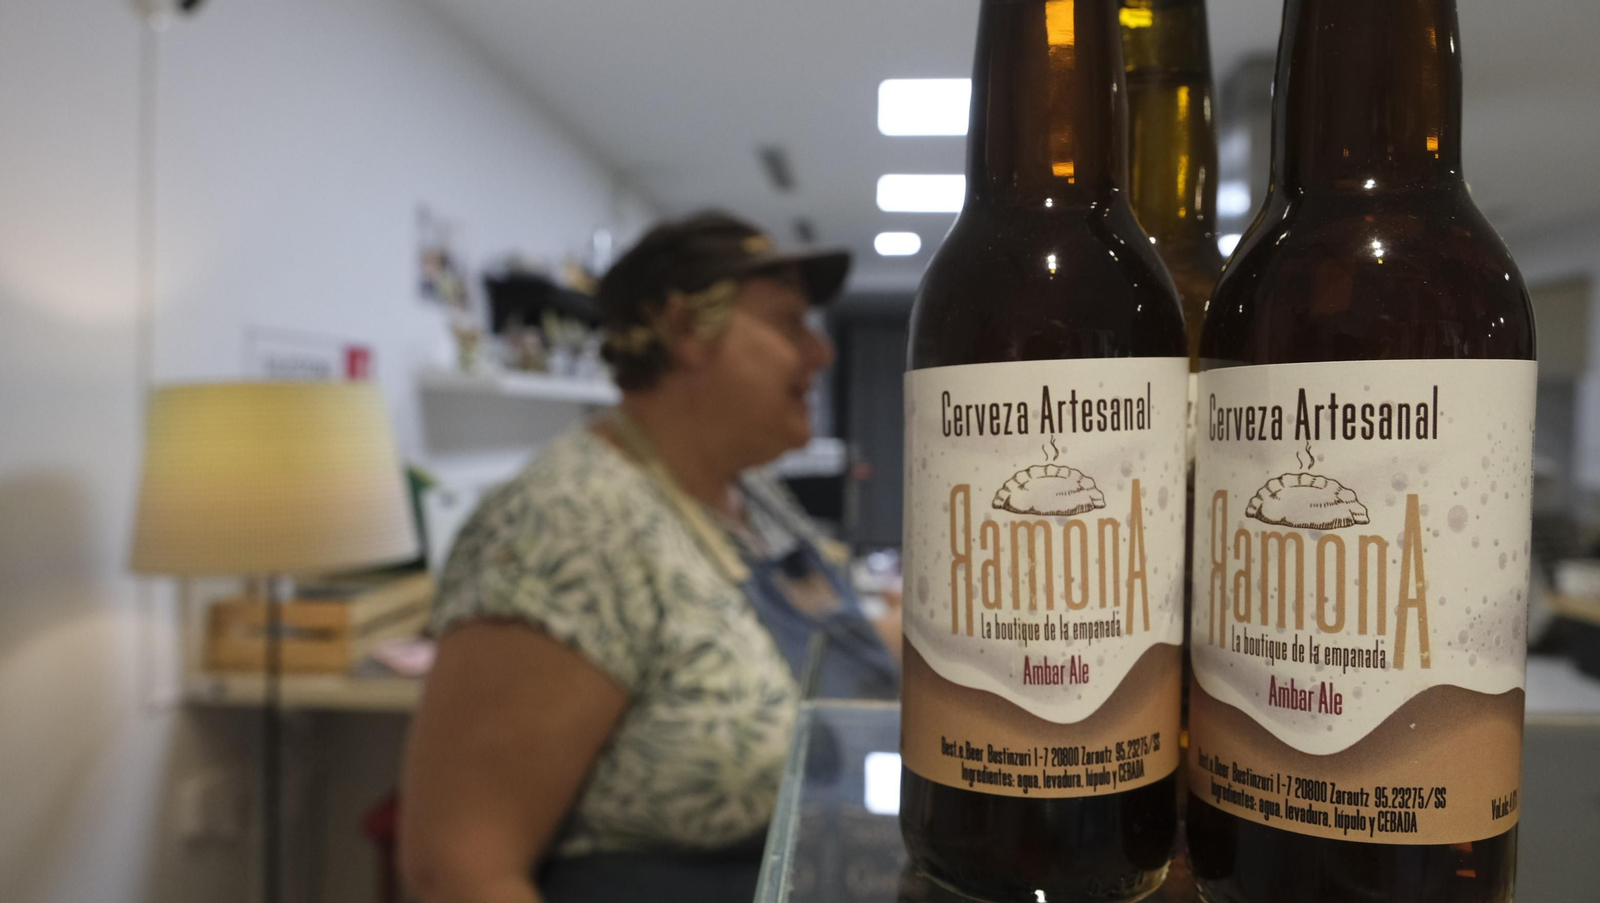 Cerveza Artesanal
RamonA
La boutique de la empanada
Ambar Ale
Best.e.Beer Bustinzuri 1-7 20800 Zarautz 95.23275/SS
Ingredientes: agua, levadura, lúpulo y CEBADA
Cerveza Artesanal
RamonA
La boutique de la empanada
Ambar Ale
Best.e.Beer Bustinzuri 1-7 20800 Zarautz 95.23275/SS
Ingredientes: agua, levadura, lúpulo y CEBADA